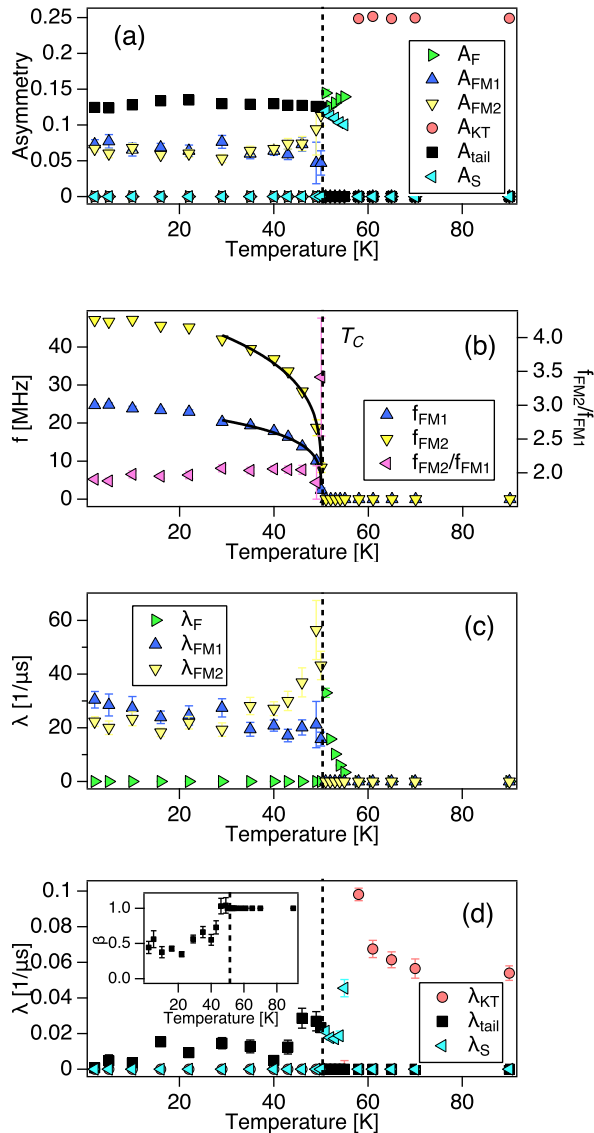 (a)
Asymmetry
0.25
0.20
0.15
0.10
0.05
0
A_F
A_FM1
A_FM2
A_KT
A_tail
A_S
20 40 60 80
Temperature [K]
(b)
T_C
f [MHz]
40
30
20
10
0
4.0
3.5
3.0
2.5
2.0
f_FM2/f_FM1
f_FM1
f_FM2
f_FM2/f_FM1
20 40 60 80
Temperature [K]
(c)
λ [1/μs]
60
40
20
0
λ_F
λ_FM1
λ_FM2
20 40 60 80
Temperature [K]
(d)
λ [1/μs]
0.1
0.08
0.06
0.04
0.02
0
β
1.0
0.5
0.0
20 40 60 80
Temperature [K]
λ_KT
λ_tail
λ_S
20 40 60 80
Temperature [K]